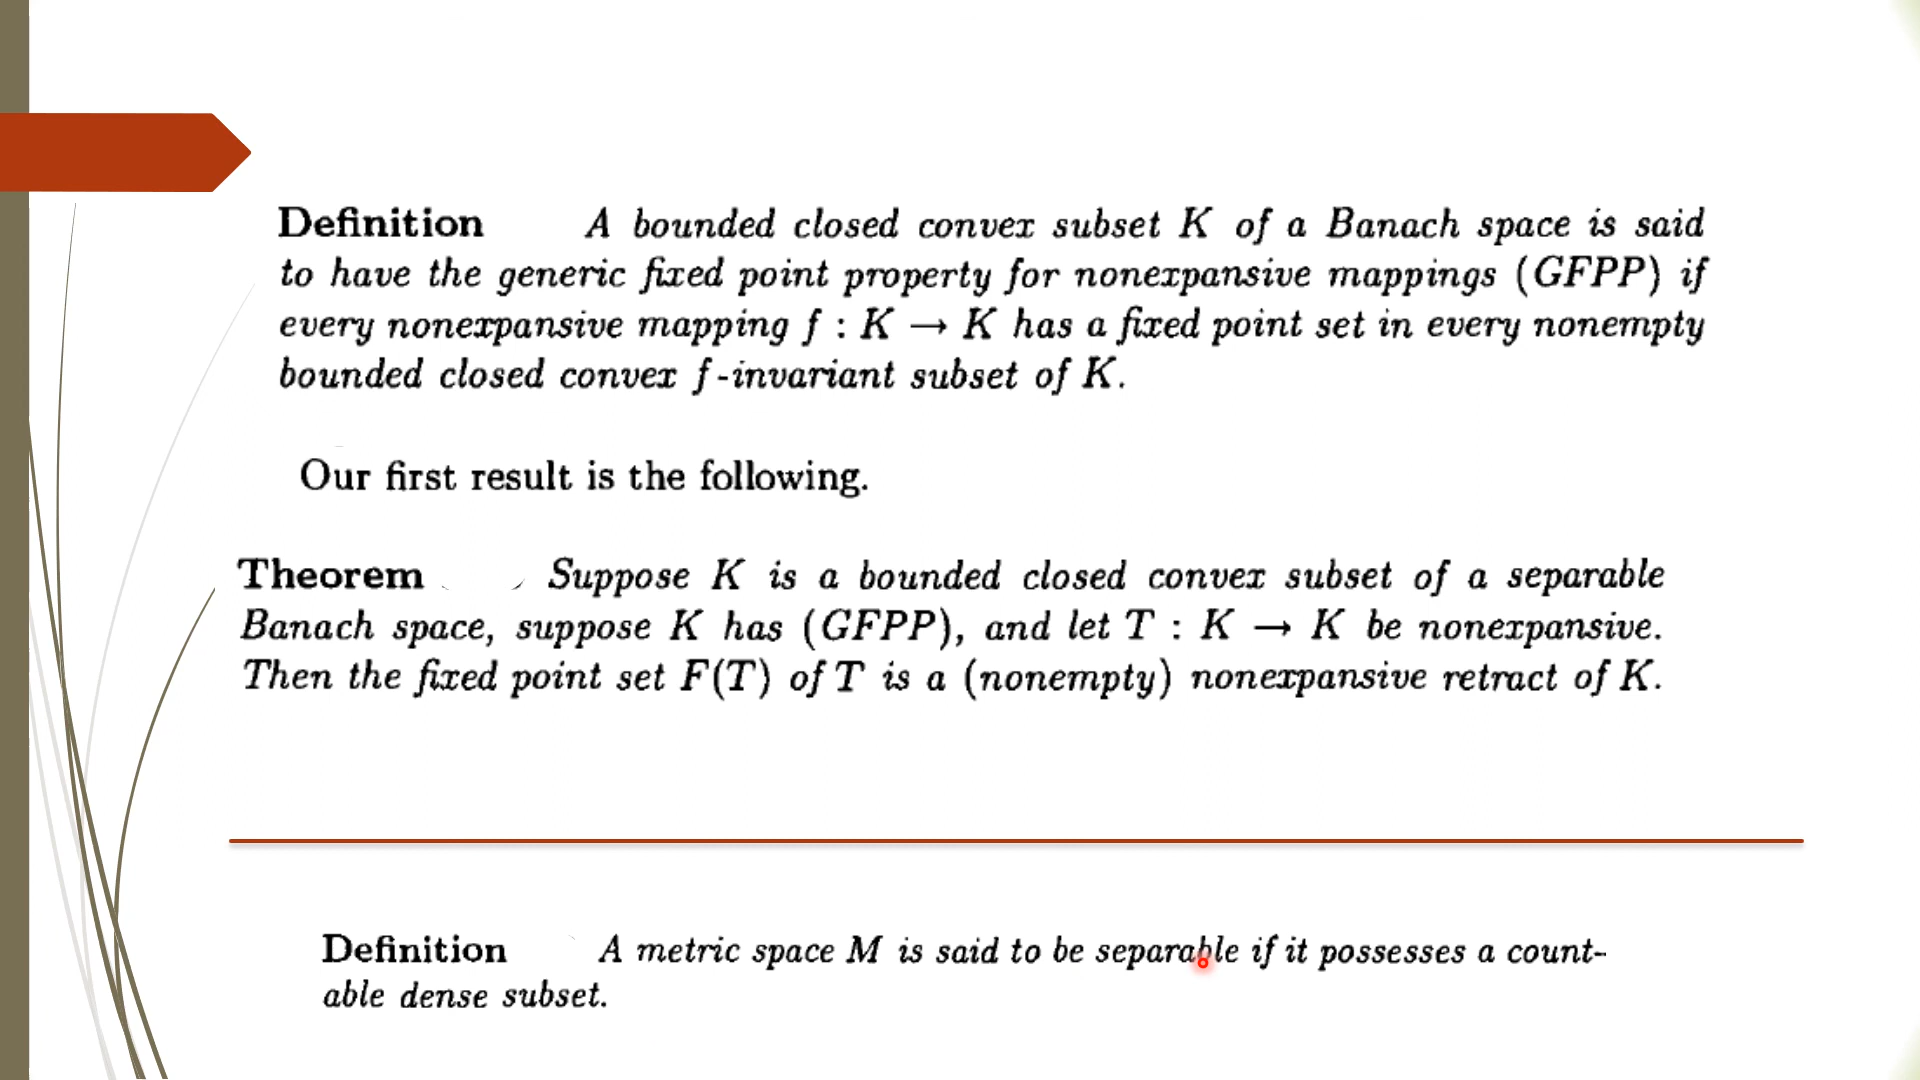 Definition A bounded closed convex subset K of a Banach space is said
to have the generic fixed point property for nonexpansive mappings (GFPP) if
every nonexpansive mapping f : K → K has a fixed point set in every nonempty
bounded closed convex f-invariant subset of K.
Our first result is the following.
Theorem Suppose K is a bounded closed convex subset of a separable
Banach space, suppose K has (GFPP), and let T : K → K be nonexpansive.
Then the fixed point set F(T) of T is a (nonempty) nonexpansive retract of K.
Definition A metric space M is said to be separable if it possesses a count-
able dense subset.